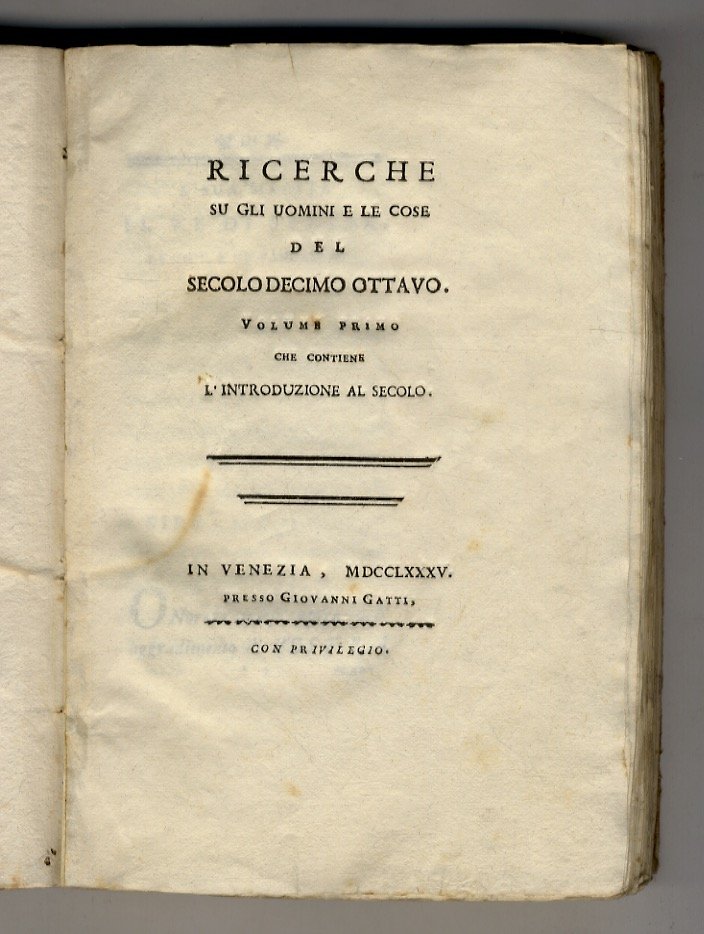 RICERCHE
SU GLI UOMINI E LE COSE
DEL
SECOLO DECIMO OTTAVO.
VOLUME PRIMO
CHE CONTIENE
L'INTRODUZIONE AL SECOLO.
IN VENEZIA, MDCCLXXXV.
PRESSO GIOVANNI GATTI,
CON PRIVILEGIO.